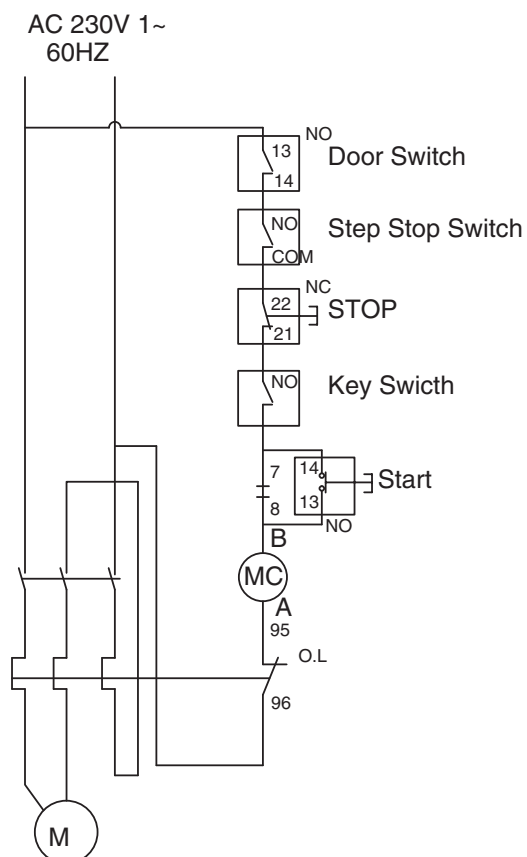 AC 230V 1~
60HZ
NO
13
Door Switch
14
NO
Step Stop Switch
COM
NC
22
STOP
21
NO
Key Swicth
7
14
Start
13
8
NO
B
MC
A
95
O.L
96
M